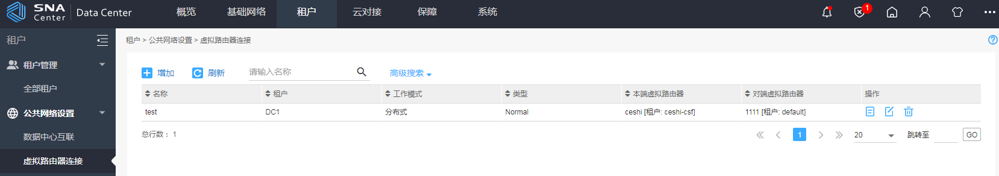 SNA Center | Data Center 概览 基础网络 租户 云对接 保障 系统 1
租户
租户 > 公共网络设置 > 虚拟路由器连接
租户管理
全部租户
公共网络设置
数据中心互联
虚拟路由器连接
增加 刷新 请输入名称 高级搜索
名称 租户 工作模式 类型 本端虚拟路由器 对端虚拟路由器 操作
test DC1 分布式 Normal ceshi [租户: ceshi-csf] 1111 [租户: default]
总行数： 1 1 20 跳转至 GO